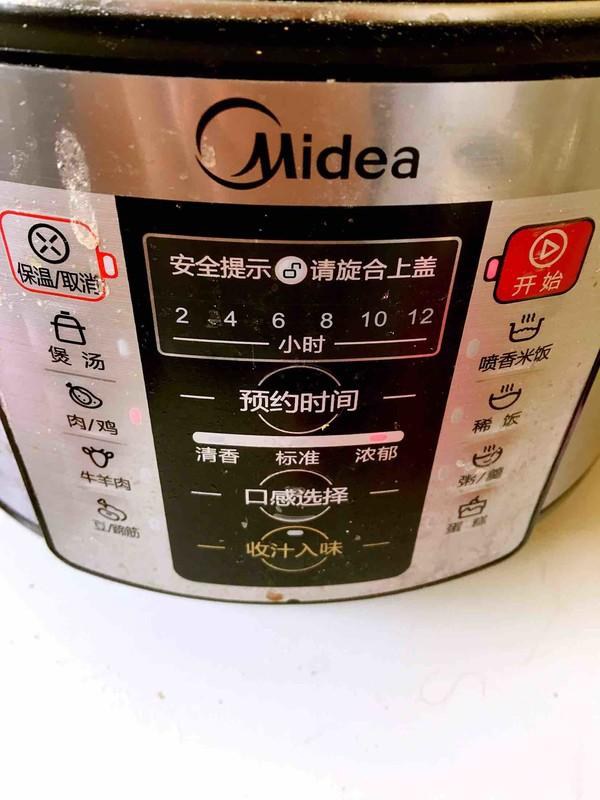 Midea
保温/取消
煲汤
肉/鸡
牛羊肉
豆/蹄筋
安全提示 请旋合上盖
2 4 6 8 10 12
小时
预约时间
清香 标准 浓郁
口感选择
收汁入味
开始
喷香米饭
稀饭
粥/羹
蛋糕